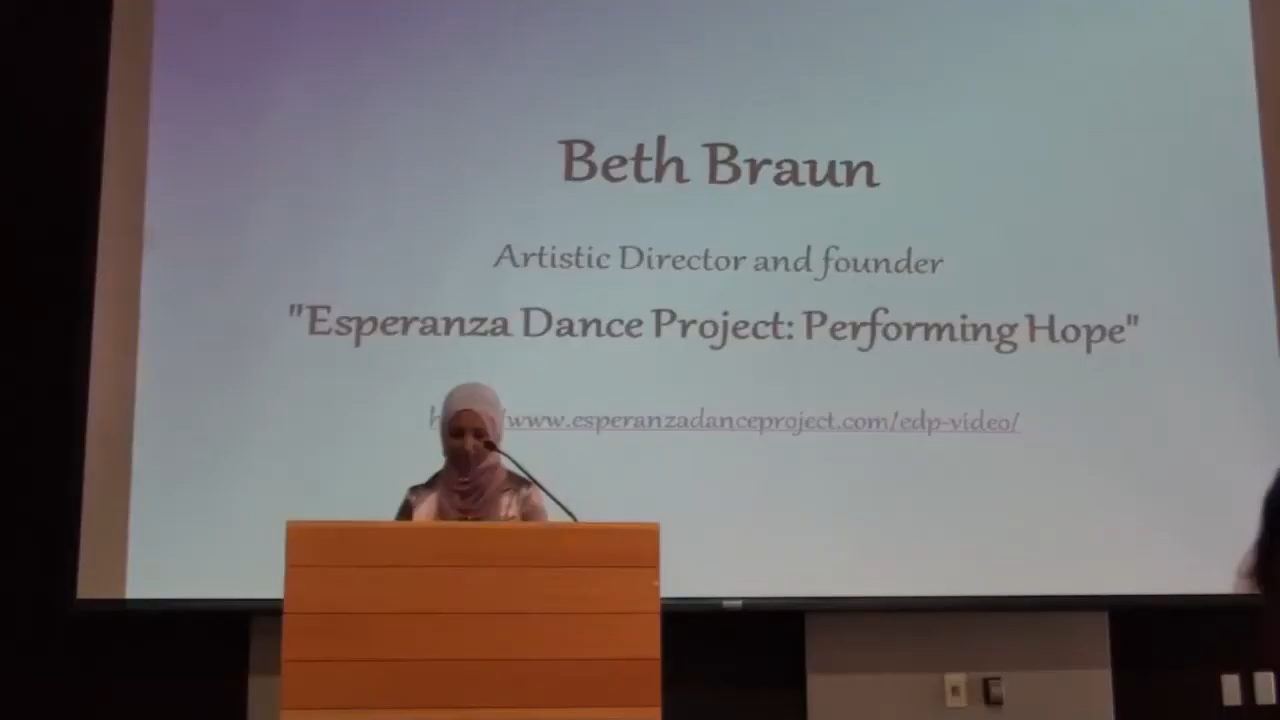 Beth Braun
Artistic Director and founder
"Esperanza Dance Project: Performing Hope"
www.esperanzadanceproject.com/edp-video/